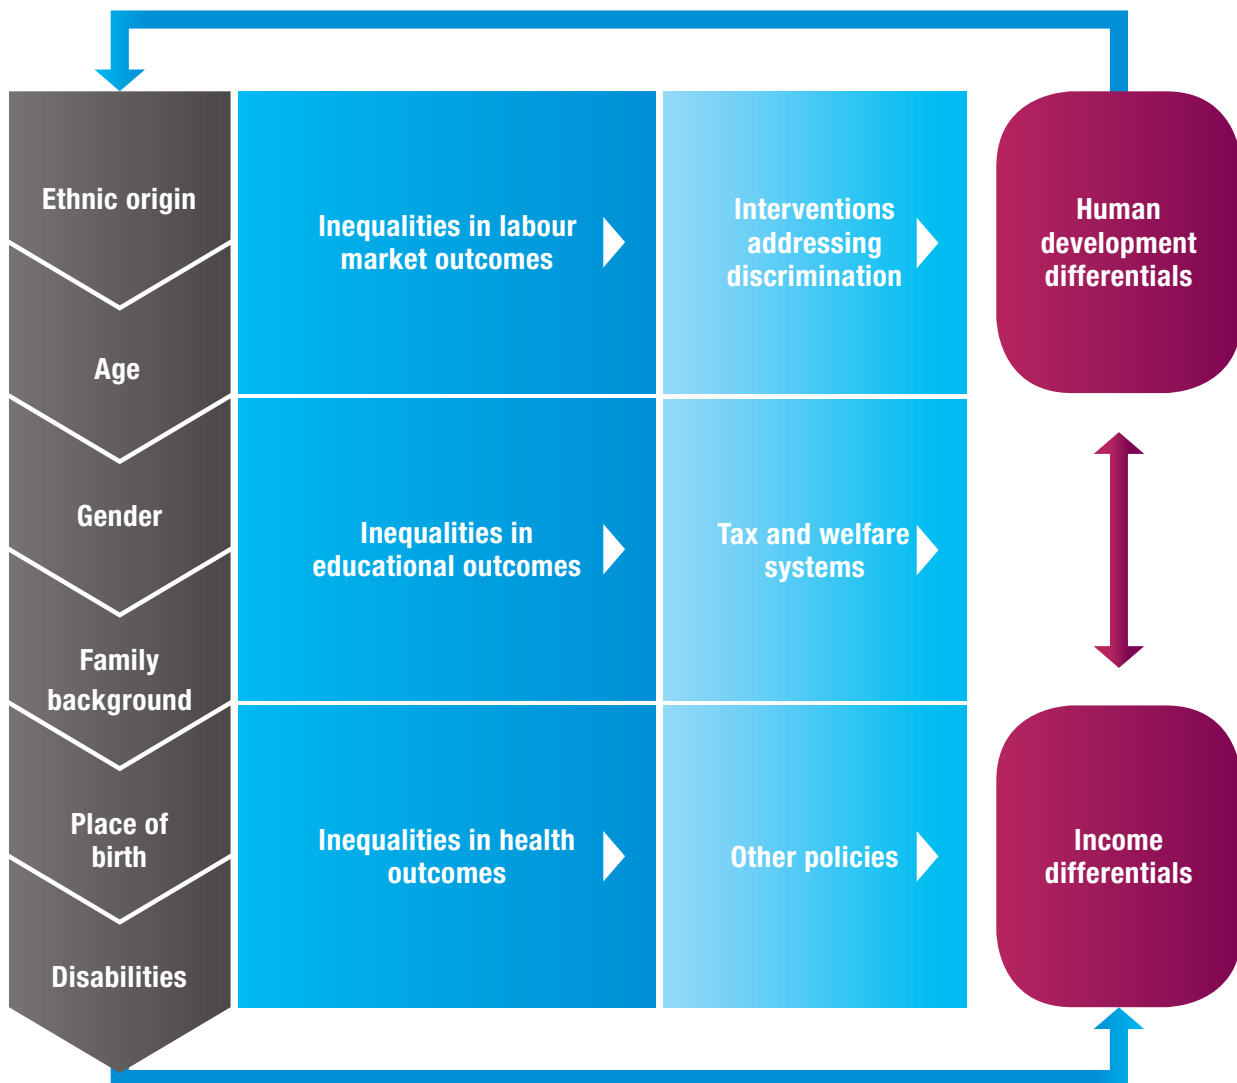 Ethnic origin
Age
Gender
Family
background
Place of
birth
Disabilities
Inequalities in labour
market outcomes
Inequalities in
educational outcomes
Inequalities in health
outcomes
Interventions
addressing
discrimination
Tax and welfare
systems
Other policies
Human
development
differentials
Income
differentials